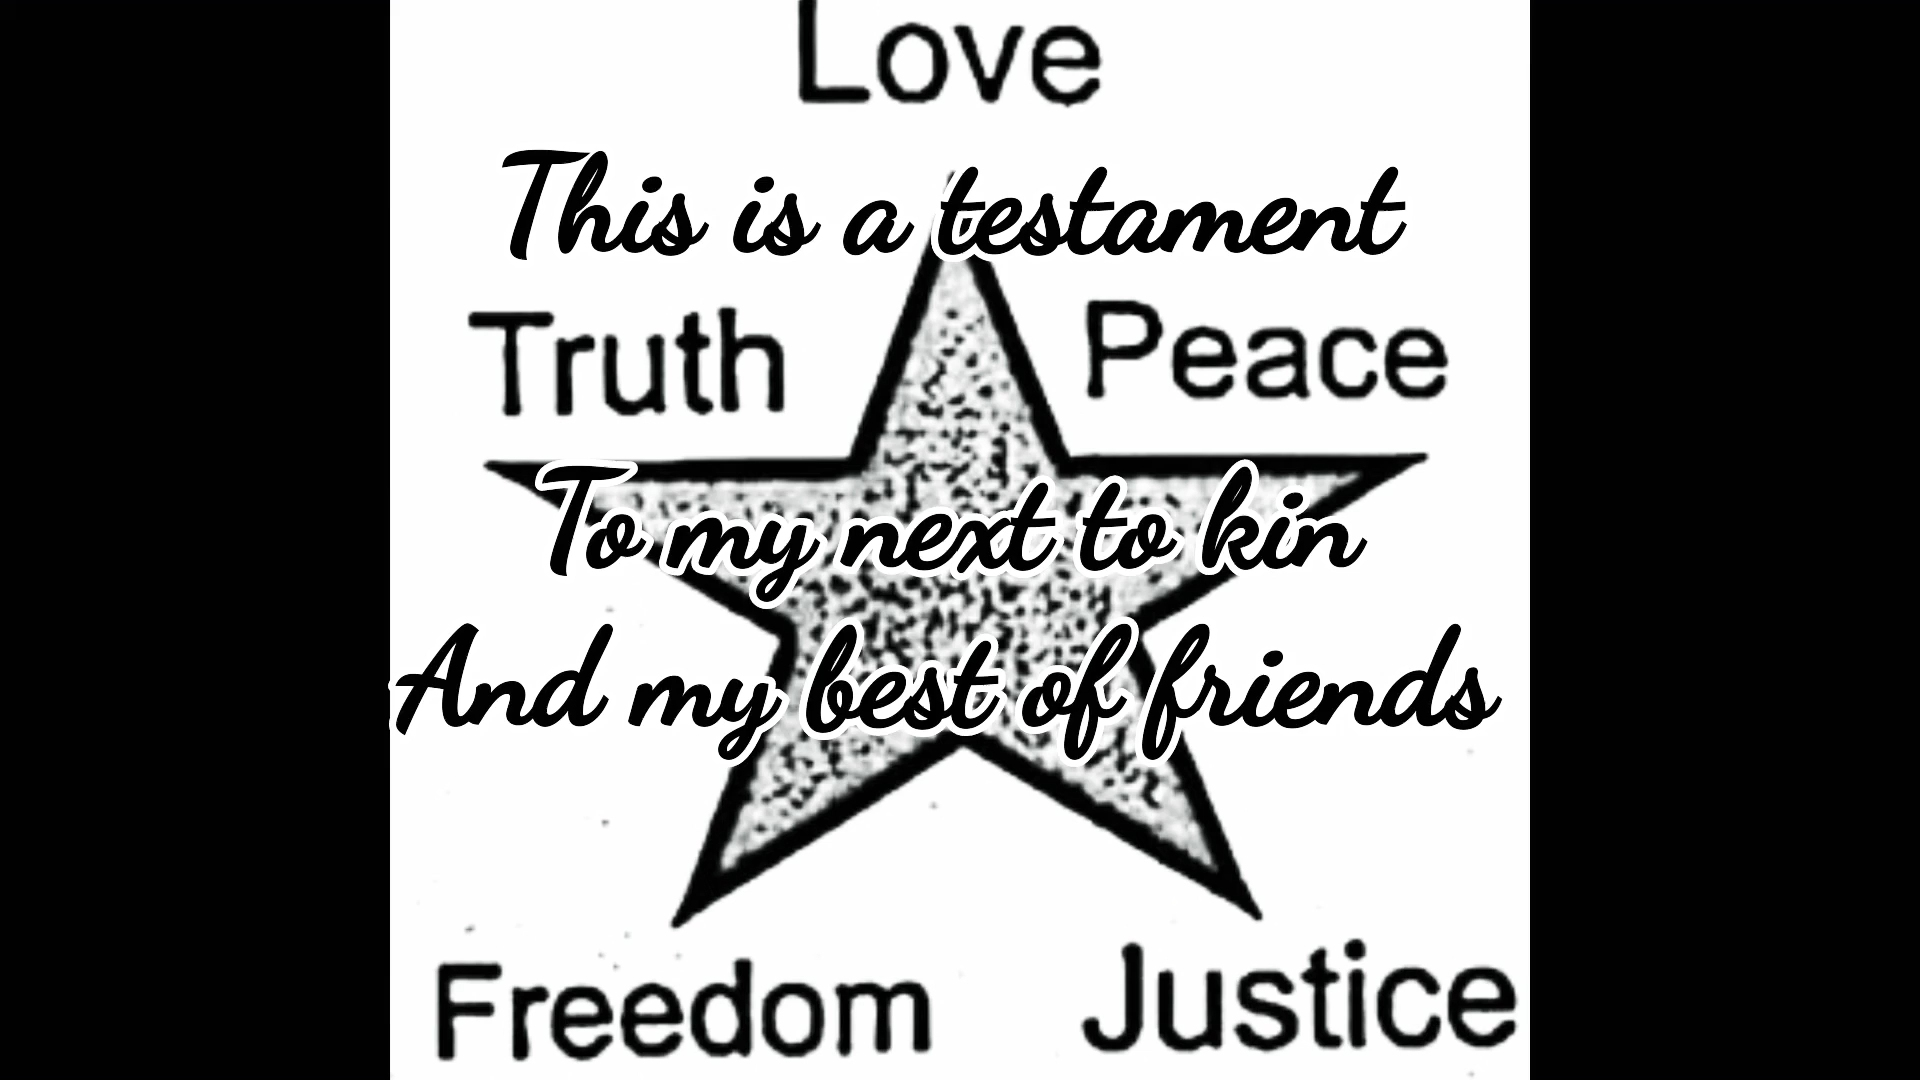 Love
This is a testament
Truth Peace
To my next to kin
And my best of friends
Freedom Justice